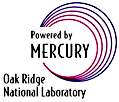 Powered by
MERCURY
Oak Ridge
National Laboratory